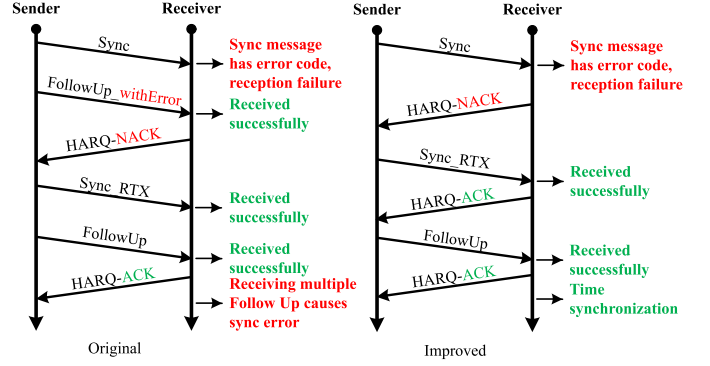 Sender Receiver
Sync
Sync message
has error code,
reception failure
FollowUp_withError
Received
successfully
HARQ-NACK
Sync_RTX
Received
successfully
FollowUp
Received
successfully
HARQ-ACK
Receiving multiple
Follow Up causes
sync error
Original
Sender Receiver
Sync
Sync message
has error code,
reception failure
HARQ-NACK
Sync_RTX
Received
successfully
HARQ-ACK
FollowUp
Received
successfully
HARQ-ACK
Time
synchronization
Improved